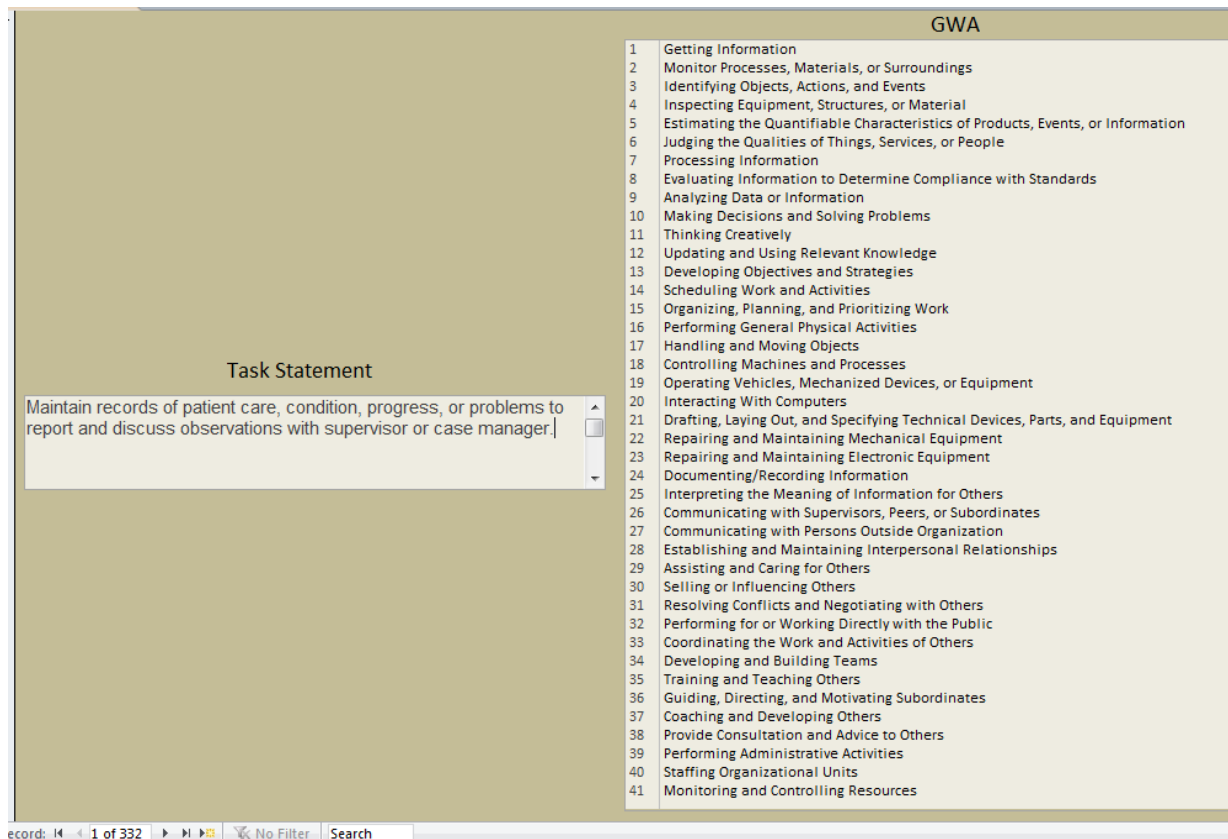 GWA
1 Getting Information
2 Monitor Processes, Materials, or Surroundings
3 Identifying Objects, Actions, and Events
4 Inspecting Equipment, Structures, or Material
5 Estimating the Quantifiable Characteristics of Products, Events, or Information
6 Judging the Qualities of Things, Services, or People
7 Processing Information
8 Evaluating Information to Determine Compliance with Standards
9 Analyzing Data or Information
10 Making Decisions and Solving Problems
11 Thinking Creatively
12 Updating and Using Relevant Knowledge
13 Developing Objectives and Strategies
14 Scheduling Work and Activities
15 Organizing, Planning, and Prioritizing Work
16 Performing General Physical Activities
17 Handling and Moving Objects
18 Controlling Machines and Processes
19 Operating Vehicles, Mechanized Devices, or Equipment
20 Interacting With Computers
21 Drafting, Laying Out, and Specifying Technical Devices, Parts, and Equipment
22 Repairing and Maintaining Mechanical Equipment
23 Repairing and Maintaining Electronic Equipment
24 Documenting/Recording Information
25 Interpreting the Meaning of Information for Others
26 Communicating with Supervisors, Peers, or Subordinates
27 Communicating with Persons Outside Organization
28 Establishing and Maintaining Interpersonal Relationships
29 Assisting and Caring for Others
30 Selling or Influencing Others
31 Resolving Conflicts and Negotiating with Others
32 Performing for or Working Directly with the Public
33 Coordinating the Work and Activities of Others
34 Developing and Building Teams
35 Training and Teaching Others
36 Guiding, Directing, and Motivating Subordinates
37 Coaching and Developing Others
38 Provide Consultation and Advice to Others
39 Performing Administrative Activities
40 Staffing Organizational Units
41 Monitoring and Controlling Resources
Task Statement
Maintain records of patient care, condition, progress, or problems to
report and discuss observations with supervisor or case manager.
ecord: 1 of 332 No Filter Search